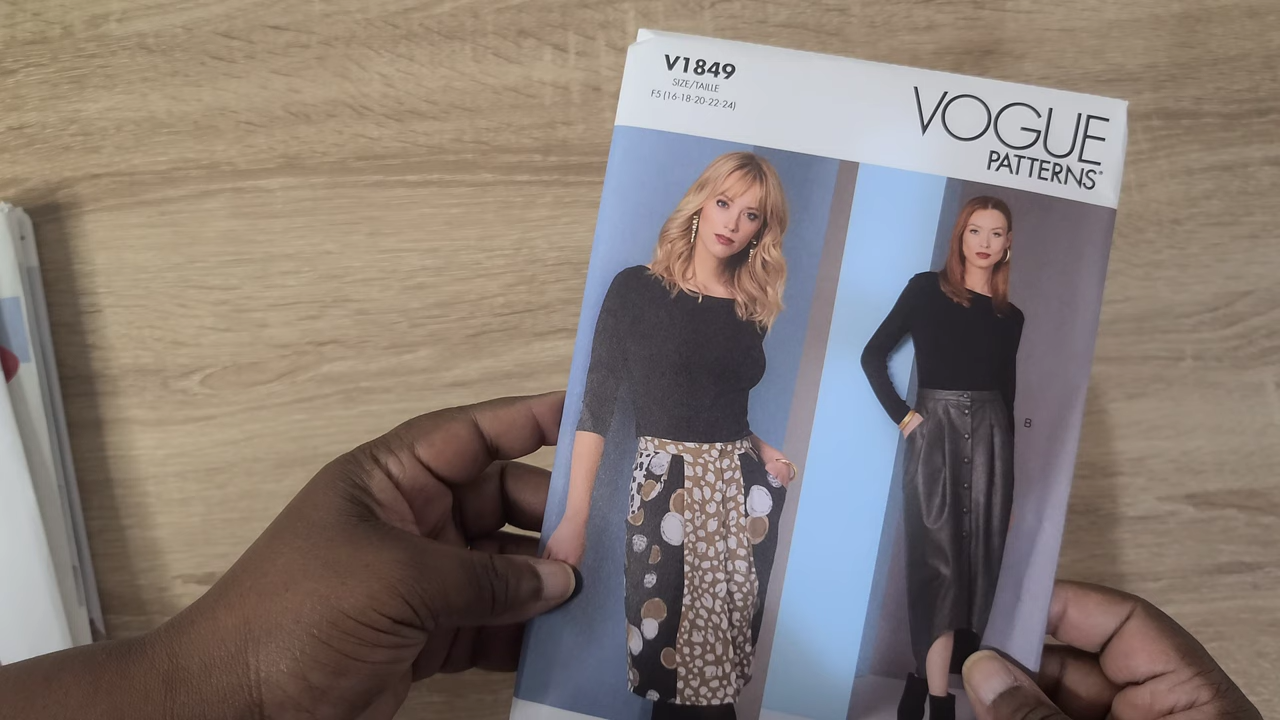 V1849
SIZE/TAILLE
F5 (16-18-20-22-24)
VOGUE
PATTERNS®
B